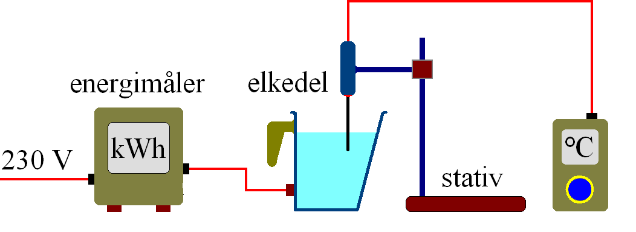 energimåler
elkedel
230 V
kWh
°C
stativ